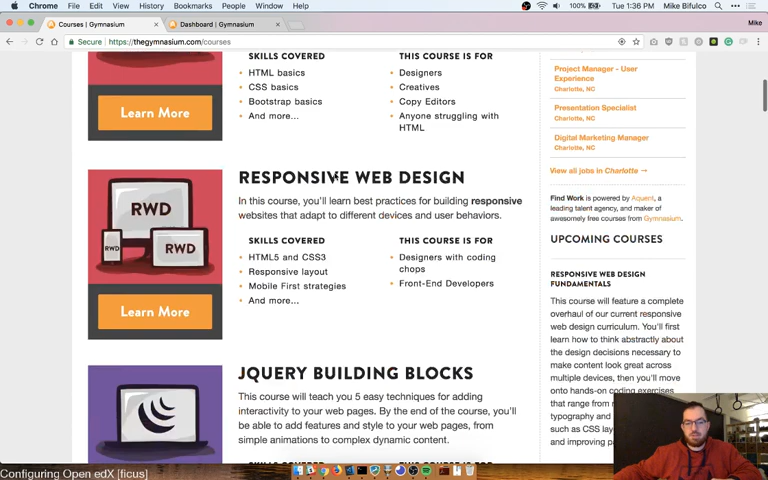 Chrome File Edit View History Bookmarks People Window Help
100% Tue 1:36 PM Mike Bifulco
Courses | Gymnasium
Dashboard | Gymnasium
Mike
Secure | https://thegymnasium.com/courses
SKILLS COVERED
HTML basics
CSS basics
Bootstrap basics
And more...
THIS COURSE IS FOR
Designers
Creatives
Copy Editors
Anyone struggling with
HTML
Learn More
RESPONSIVE WEB DESIGN
In this course, you'll learn best practices for building responsive
websites that adapt to different devices and user behaviors.
RWD
RWD
RWD
SKILLS COVERED
HTML5 and CSS3
Responsive layout
Mobile First strategies
And more...
THIS COURSE IS FOR
Designers with coding
chops
Front-End Developers
Learn More
JQUERY BUILDING BLOCKS
This course will teach you 5 easy techniques for adding
interactivity to your web pages. By the end of the course, you'll
be able to add features and style to your web pages, from
simple animations to complex dynamic content.
Project Manager - User
Experience
Charlotte, NC
Presentation Specialist
Charlotte, NC
Digital Marketing Manager
Charlotte, NC
View all jobs in Charlotte →
Find Work is powered by Aquent, a
leading talent agency, and maker of
awesomely free courses from Gymnasium.
UPCOMING COURSES
RESPONSIVE WEB DESIGN
FUNDAMENTALS
This course will feature a complete
overhaul of our current responsive
web design curriculum. You'll first
learn how to think abstractly about
the design decisions necessary to
make content look great across
multiple devices, then you'll move
onto hands-on coding exercises
that range from
typography and
such as CSS
and improving
Configuring Open edX [ficus]